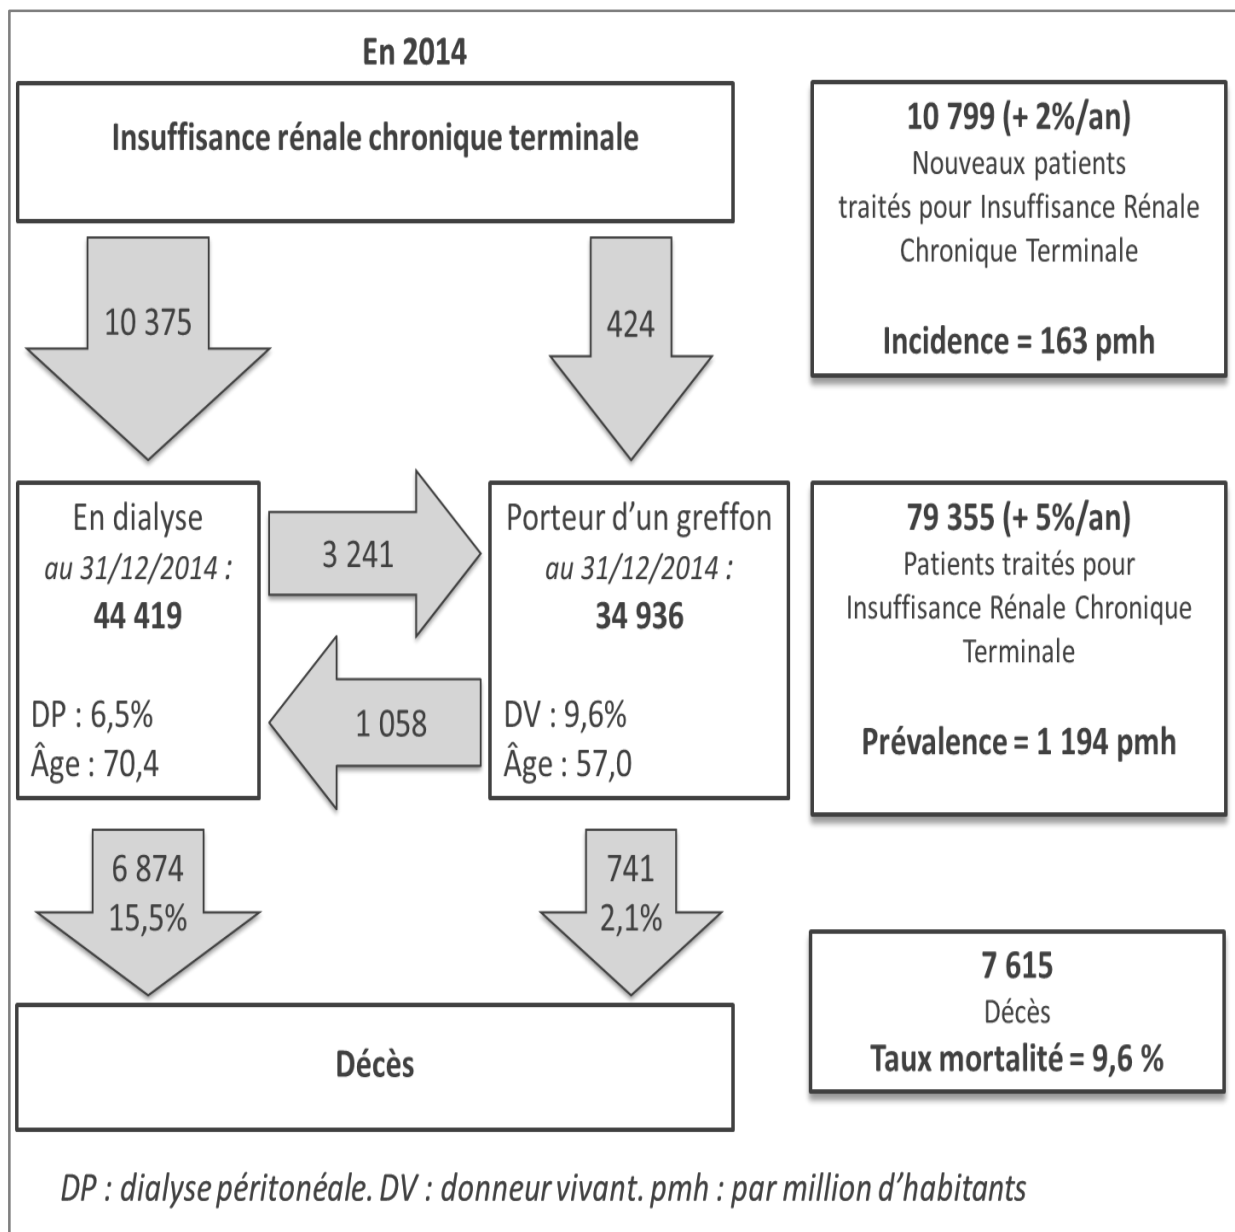 En 2014
Insuffisance rénale chronique terminale
10 799 (+ 2%/an)
Nouveaux patients
traités pour Insuffisance Rénale
Chronique Terminale
Incidence = 163 pmh
10 375
424
En dialyse
au 31/12/2014 :
44 419
DP : 6,5%
Âge : 70,4
3 241
1 058
Porteur d’un greffon
au 31/12/2014 :
34 936
DV : 9,6%
Âge : 57,0
79 355 (+ 5%/an)
Patients traités pour
Insuffisance Rénale Chronique
Terminale
Prévalence = 1 194 pmh
6 874
15,5%
741
2,1%
Décès
7 615
Décès
Taux mortalité = 9,6 %
DP : dialyse péritonéale. DV : donneur vivant. pmh : par million d’habitants